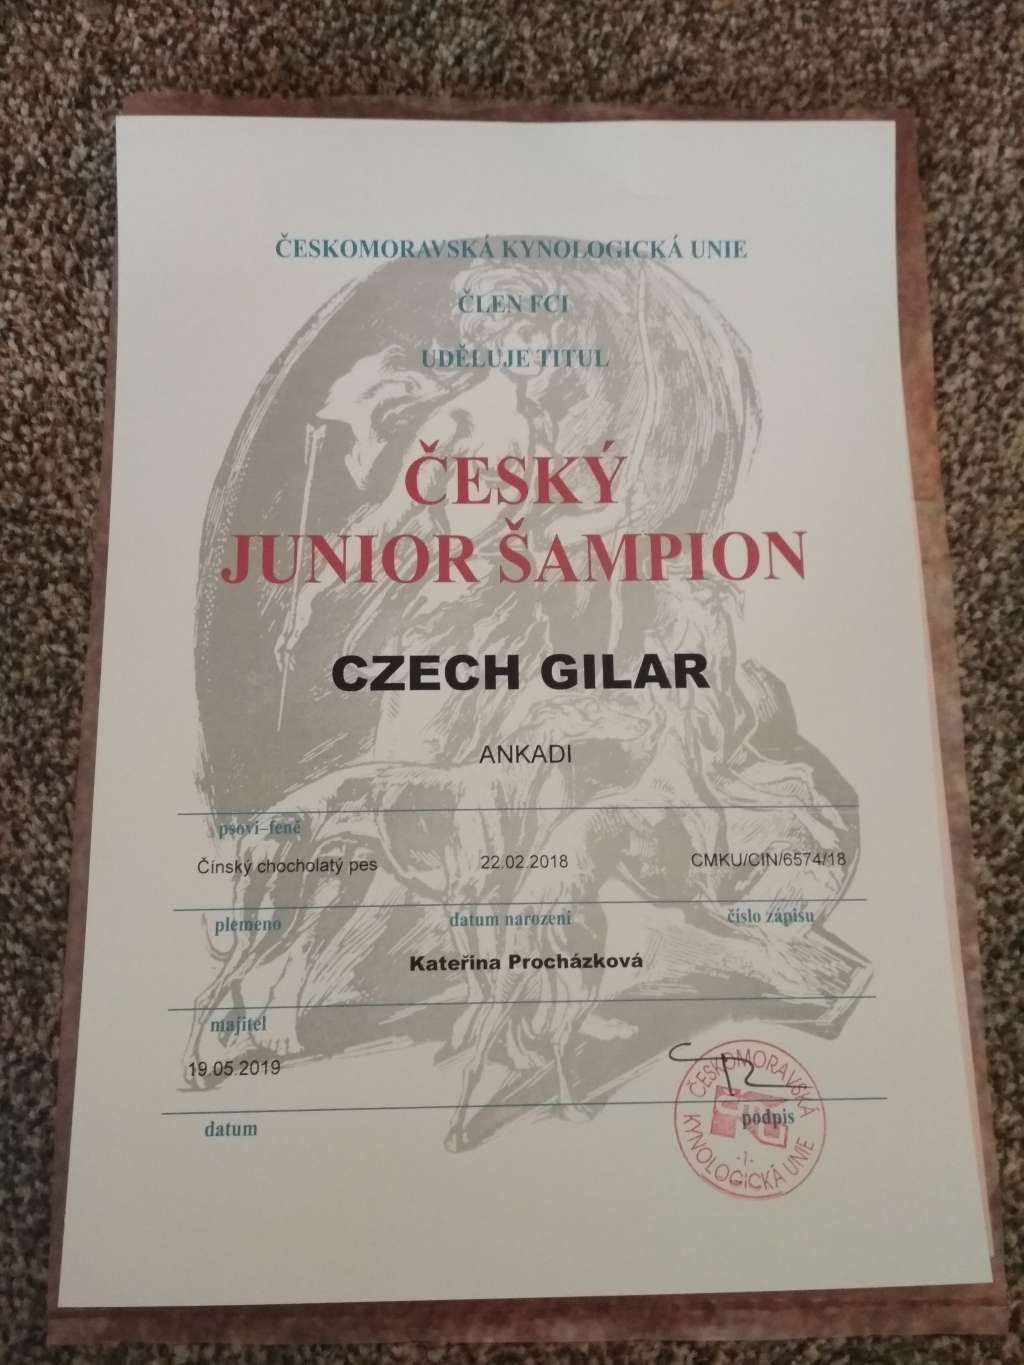 ČESKOMORAVSKÁ KYNOLOGICKÁ UNIE
ČLEN FCI
UDĚLUJE TITUL
ČESKÝ
JUNIOR ŠAMPION
CZECH GILAR
ANKADI
psovi–feně
Čínský chocholatý pes 22.02.2018 CMKU/CIN/6574/18
plemeno datum narození číslo zápisu
Kateřina Procházková
majitel
19.05.2019
datum podpis
ČESKOMORAVSKÁ
KYNOLOGICKÁ UNIE
-1-